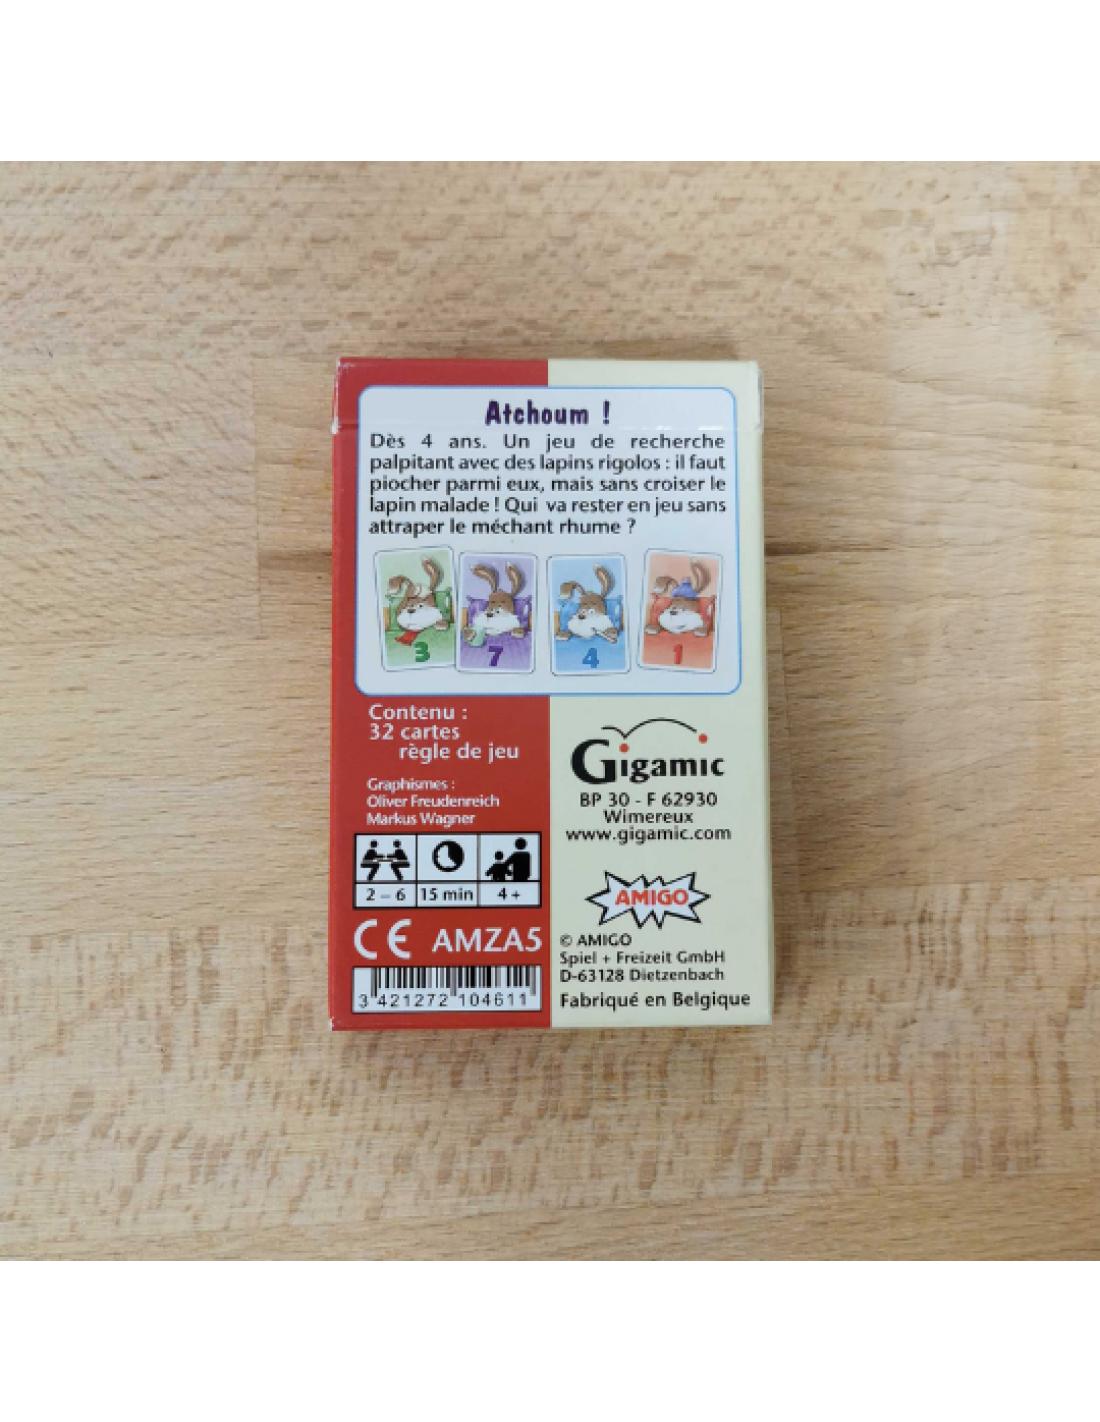 Atchoum !
Dès 4 ans. Un jeu de recherche
palpitant avec des lapins rigolos : il faut
piocher parmi eux, mais sans croiser le
lapin malade ! Qui va rester en jeu sans
attraper le méchant rhume ?
3
7
4
1
Contenu :
32 cartes
règle de jeu
Graphismes :
Oliver Freudenreich
Markus Wagner
2 – 6
15 min
4 +
CE AMZA5
3 421272 104611
Gigamic
BP 30 - F 62930
Wimereux
www.gigamic.com
AMIGO
© AMIGO
Spiel + Freizeit GmbH
D-63128 Dietzenbach
Fabriqué en Belgique